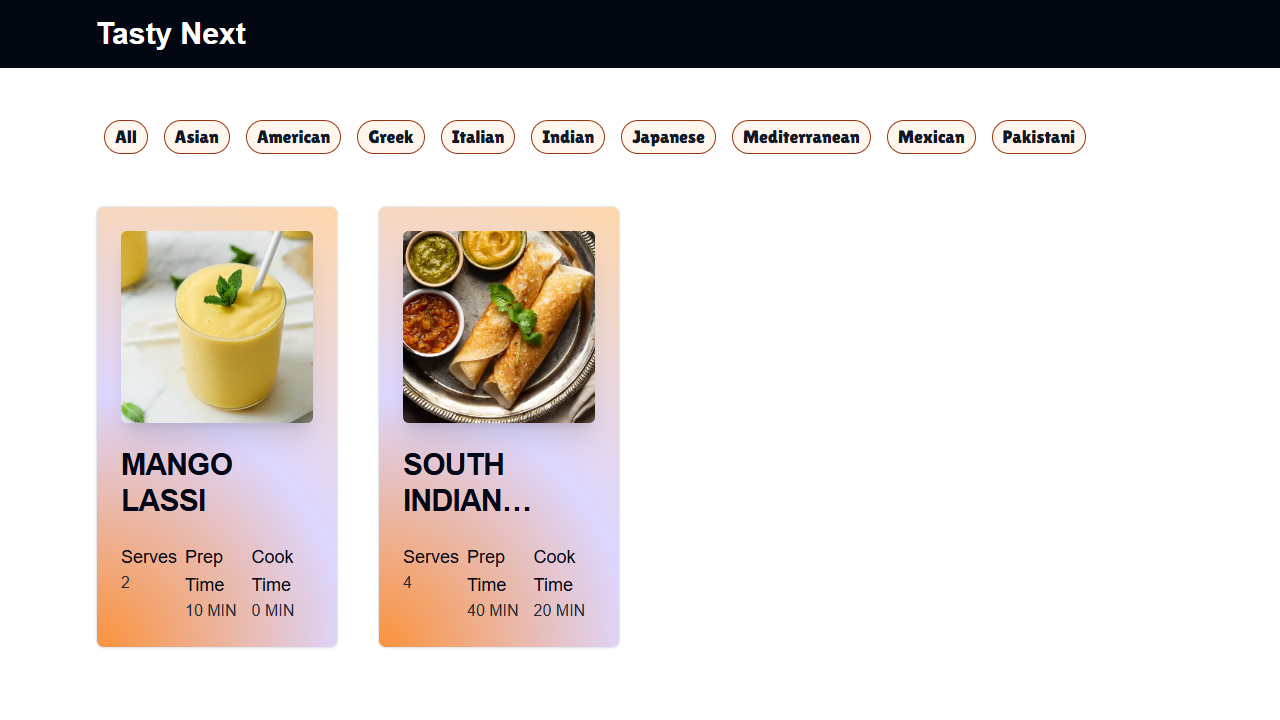 Tasty Next
All Asian American Greek Italian Indian Japanese Mediterranean Mexican Pakistani
MANGO
LASSI
Serves Prep Time Cook Time
2 10 MIN 0 MIN
SOUTH
INDIAN...
Serves Prep Time Cook Time
4 40 MIN 20 MIN